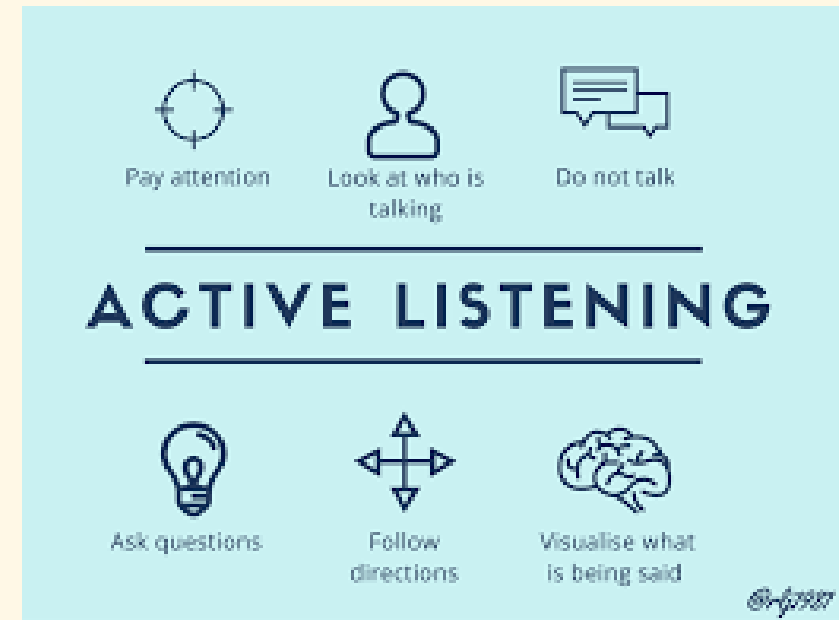 Pay attention
Look at who is
talking
Do not talk
ACTIVE LISTENING
Ask questions
Follow
directions
Visualise what
is being said